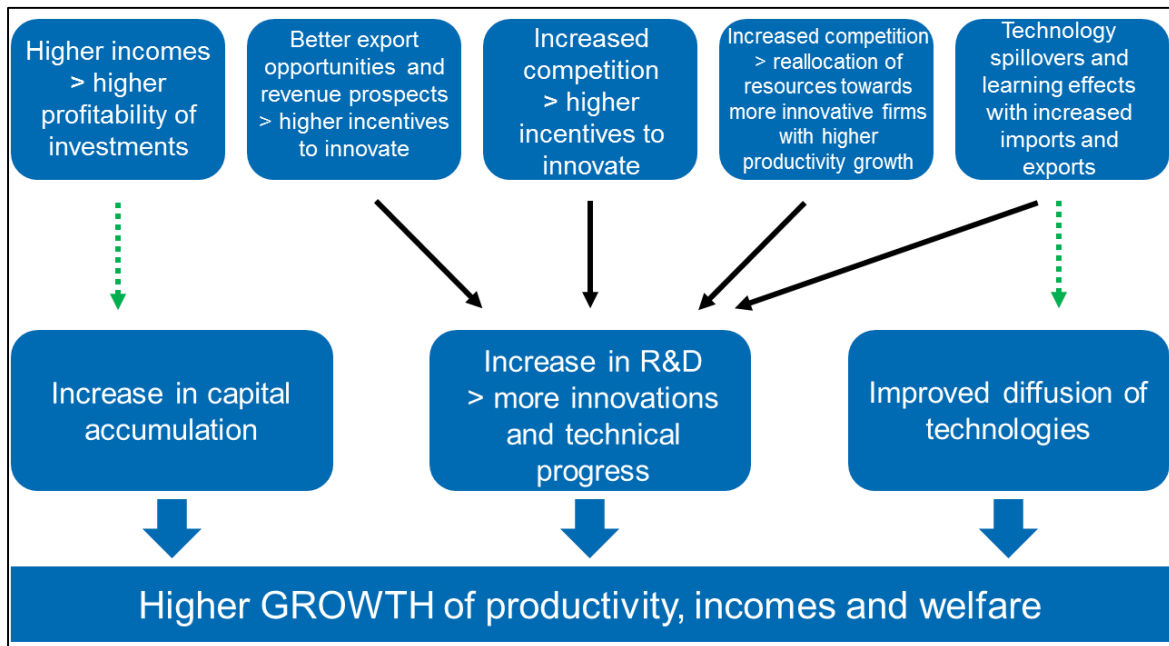 Higher incomes
> higher
profitability of
investments
Better export
opportunities and
revenue prospects
> higher incentives
to innovate
Increased
competition
> higher
incentives to
innovate
Increased competition
> reallocation of
resources towards
more innovative firms
with higher
productivity growth
Technology
spillovers and
learning effects
with increased
imports and
exports
Increase in capital
accumulation
Increase in R&D
> more innovations
and technical
progress
Improved diffusion of
technologies
Higher GROWTH of productivity, incomes and welfare